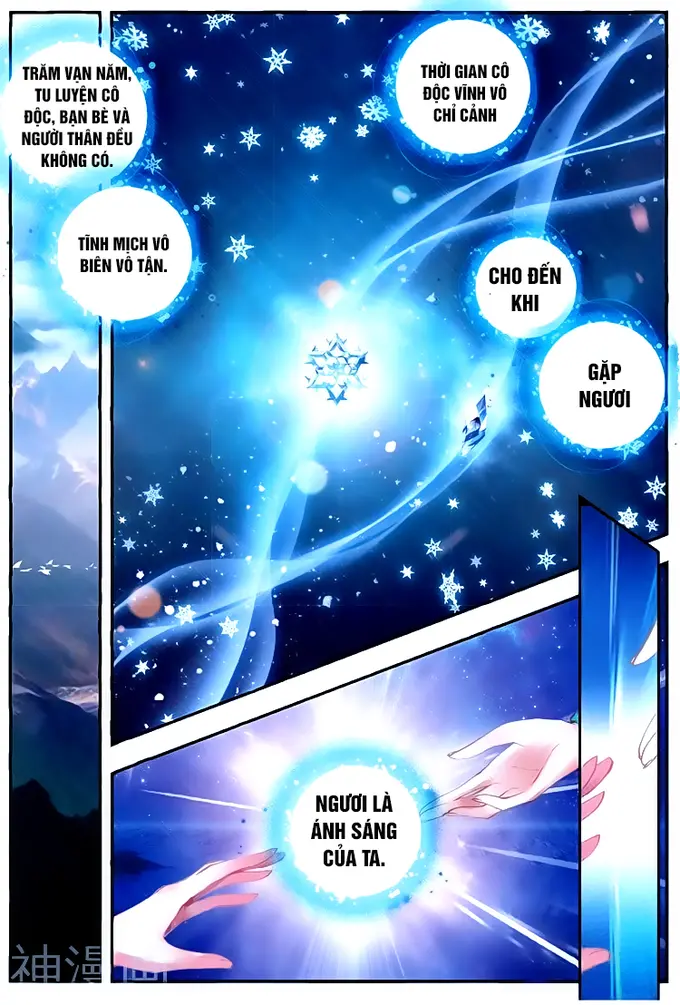 TRĂM VẠN NĂM,
TU LUYỆN CÔ
ĐỘC, BẠN BÈ VÀ
NGƯỜI THÂN ĐỀU
KHÔNG CÓ.
TĨNH MỊCH VÔ
BIÊN VÔ TẬN.
THỜI GIAN CÔ
ĐỘC VĨNH VÔ
CHỈ CẢNH
CHO ĐẾN
KHI
GẶP
NGƯƠI
NGƯƠI LÀ
ÁNH SÁNG
CỦA TA.
神漫画